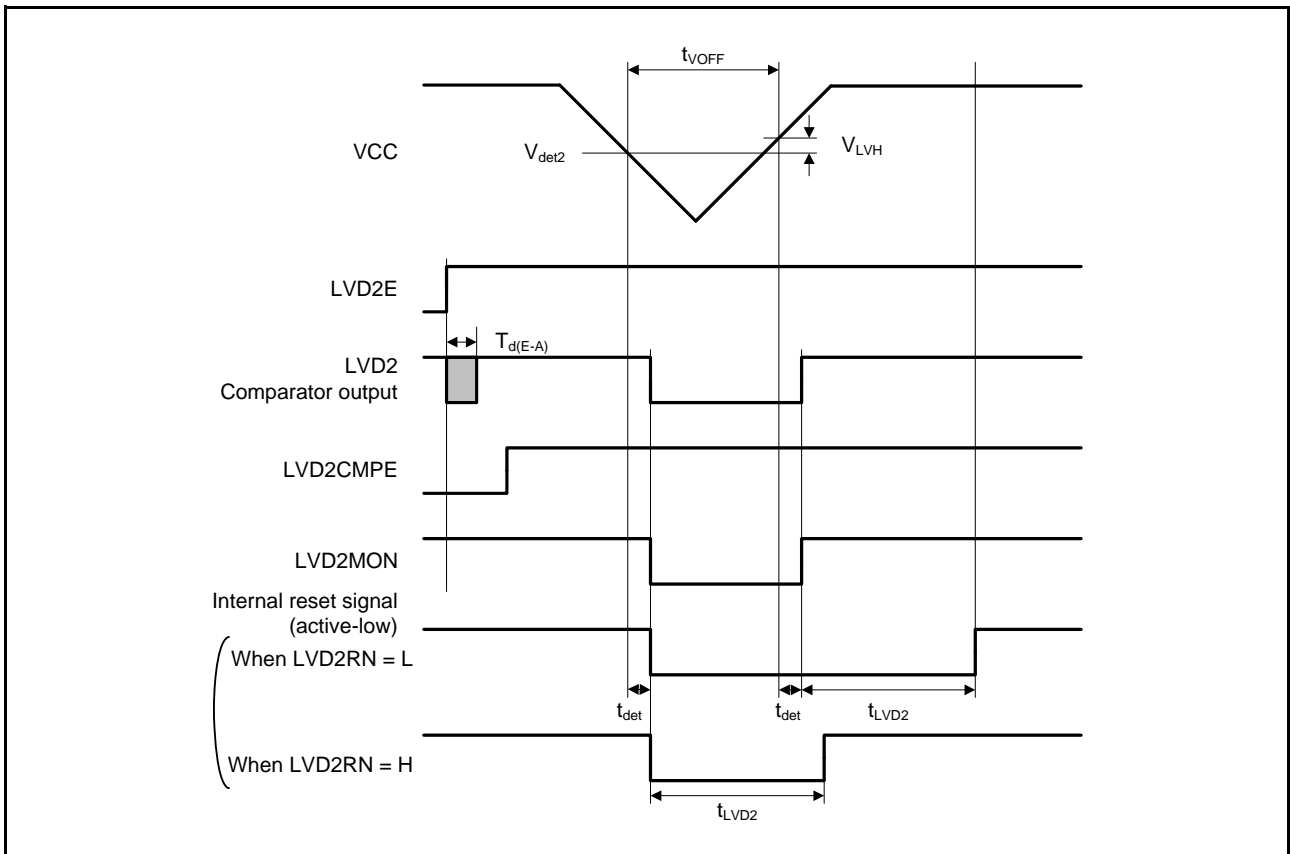 tVOFF
VCC
Vdet2
VLVH
LVD2E
Td(E-A)
LVD2
Comparator output
LVD2CMPE
LVD2MON
Internal reset signal
(active-low)
When LVD2RN = L
tdet
tdet
tLVD2
When LVD2RN = H
tLVD2